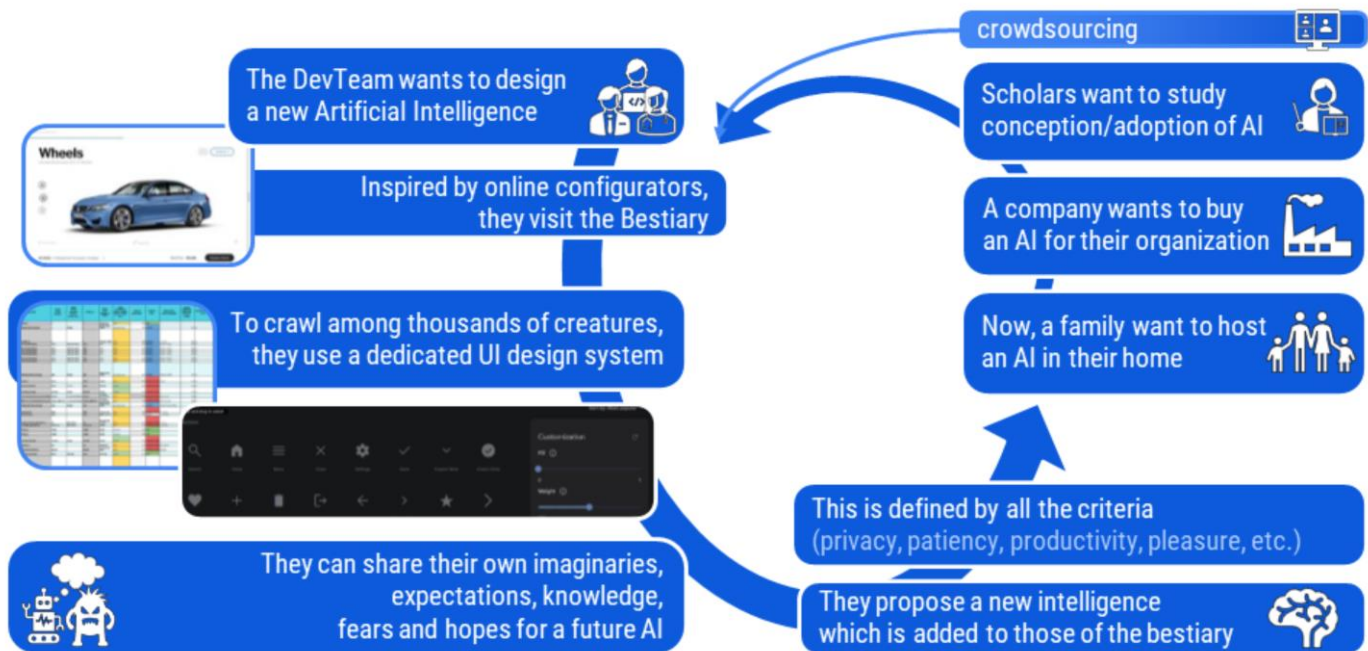 The DevTeam wants to design
a new Artificial Intelligence
Wheels
Inspired by online configurators,
they visit the Bestiary
To crawl among thousands of creatures,
they use a dedicated UI design system
Customization
Fill
Weight
They can share their own imaginaries,
expectations, knowledge,
fears and hopes for a future AI
They propose a new intelligence
which is added to those of the bestiary
This is defined by all the criteria
(privacy, patiency, productivity, pleasure, etc.)
Now, a family want to host
an AI in their home
A company wants to buy
an AI for their organization
Scholars want to study
conception/adoption of AI
crowdsourcing